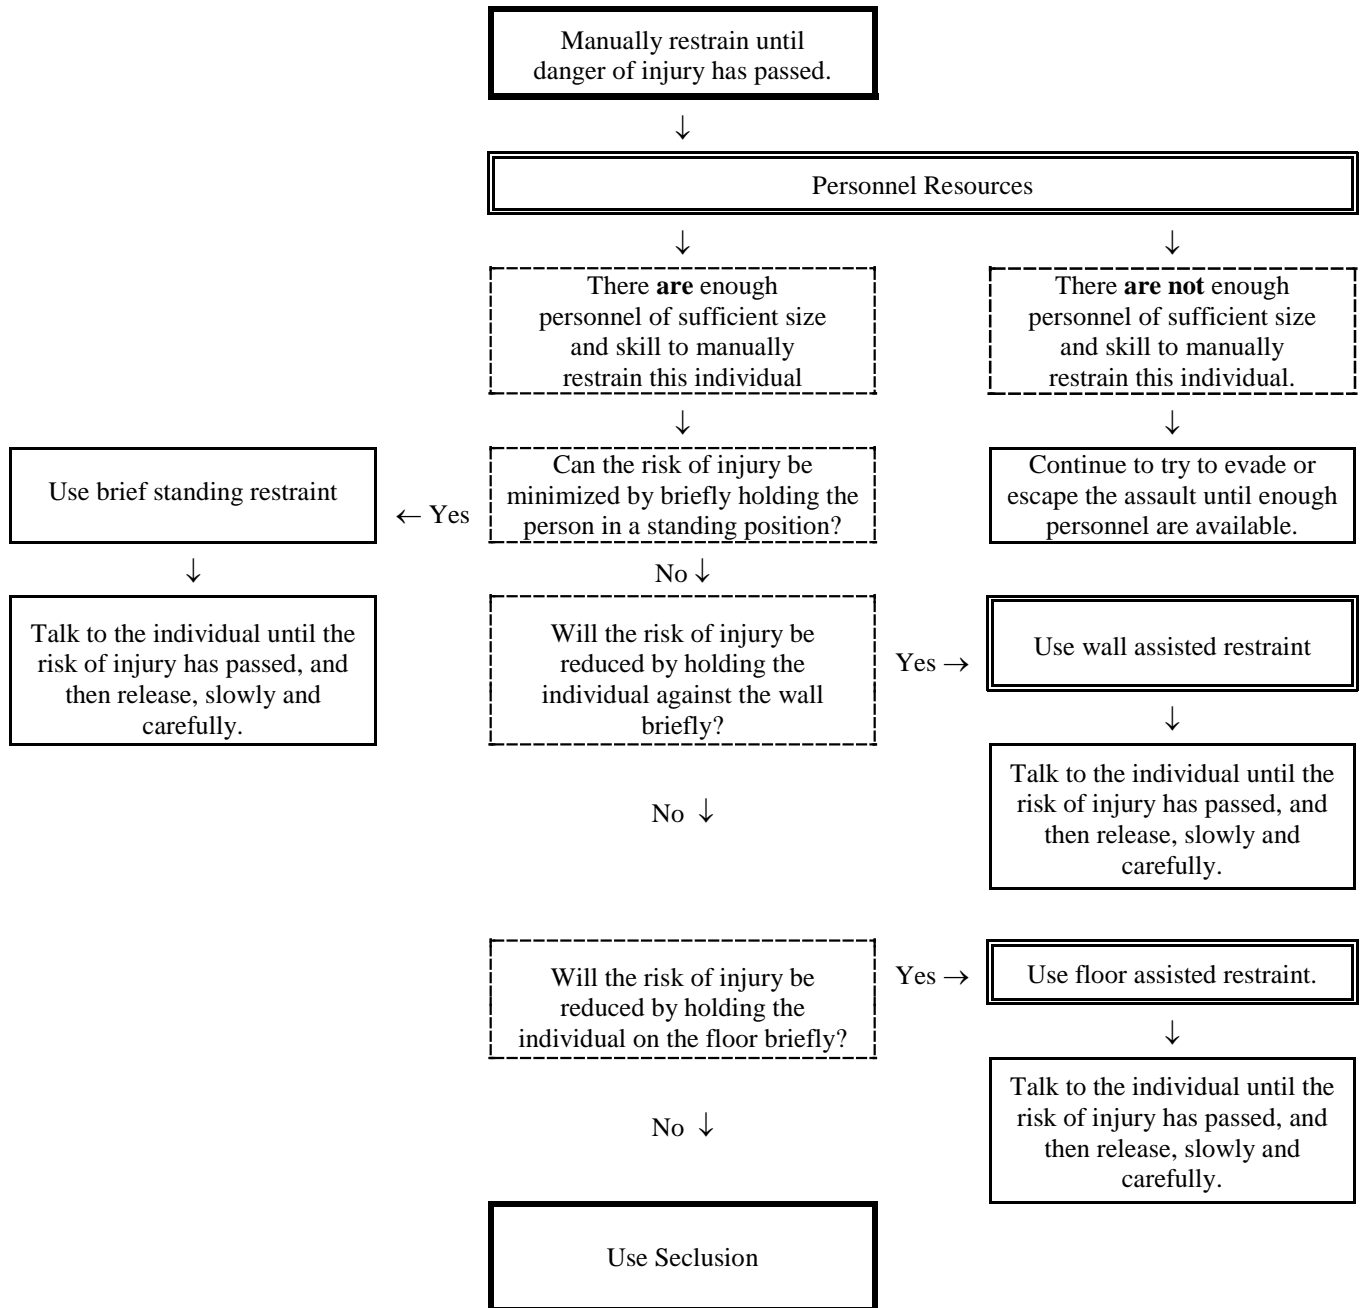 Manually restrain until
danger of injury has passed.
↓
Personnel Resources
↓
↓
There are enough
personnel of sufficient size
and skill to manually
restrain this individual
There are not enough
personnel of sufficient size
and skill to manually
restrain this individual.
↓
↓
Use brief standing restraint
← Yes
Can the risk of injury be
minimized by briefly holding the
person in a standing position?
Continue to try to evade or
escape the assault until enough
personnel are available.
↓
No ↓
Talk to the individual until the
risk of injury has passed, and
then release, slowly and
carefully.
Will the risk of injury be
reduced by holding the
individual against the wall
briefly?
Yes →
Use wall assisted restraint
↓
No ↓
Talk to the individual until the
risk of injury has passed, and
then release, slowly and
carefully.
Will the risk of injury be
reduced by holding the
individual on the floor briefly?
Yes →
Use floor assisted restraint.
↓
No ↓
Talk to the individual until the
risk of injury has passed, and
then release, slowly and
carefully.
Use Seclusion